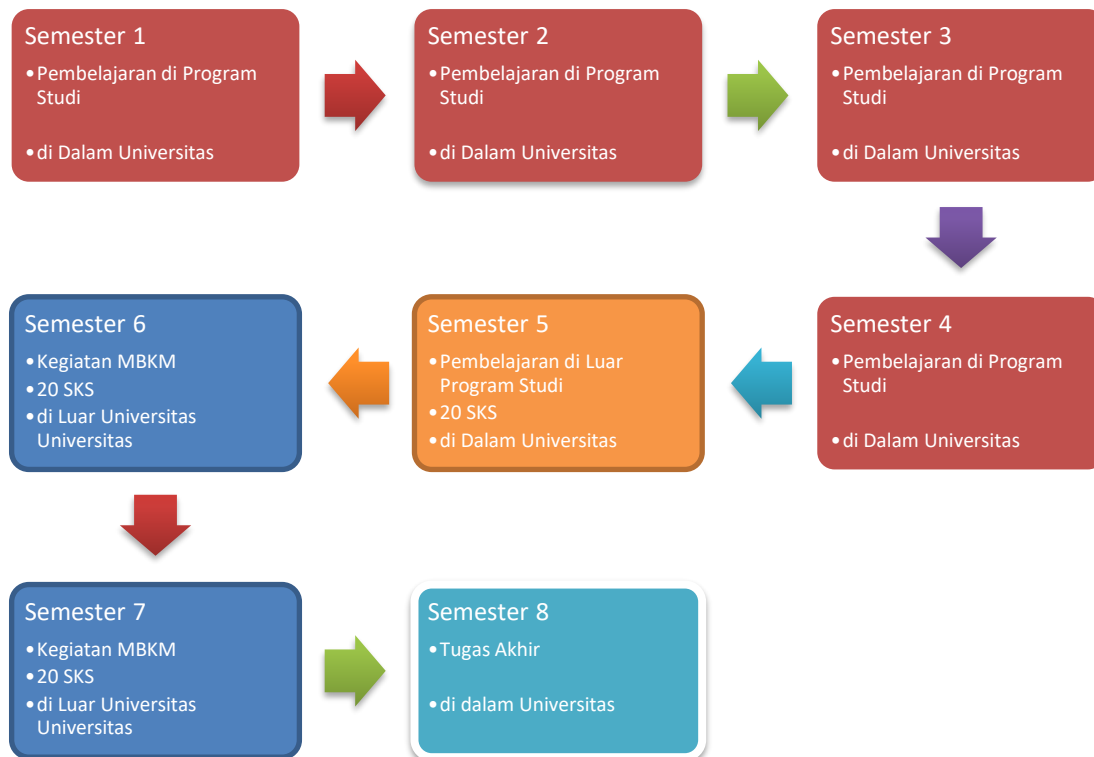 Semester 1
•Pembelajaran di Program
Studi
•di Dalam Universitas
Semester 2
•Pembelajaran di Program
Studi
•di Dalam Universitas
Semester 3
•Pembelajaran di Program
Studi
•di Dalam Universitas
Semester 4
•Pembelajaran di Program
Studi
•di Dalam Universitas
Semester 5
•Pembelajaran di Luar
Program Studi
•20 SKS
•di Dalam Universitas
Semester 6
•Kegiatan MBKM
•20 SKS
•di Luar Universitas
Universitas
Semester 7
•Kegiatan MBKM
•20 SKS
•di Luar Universitas
Universitas
Semester 8
•Tugas Akhir
•di dalam Universitas